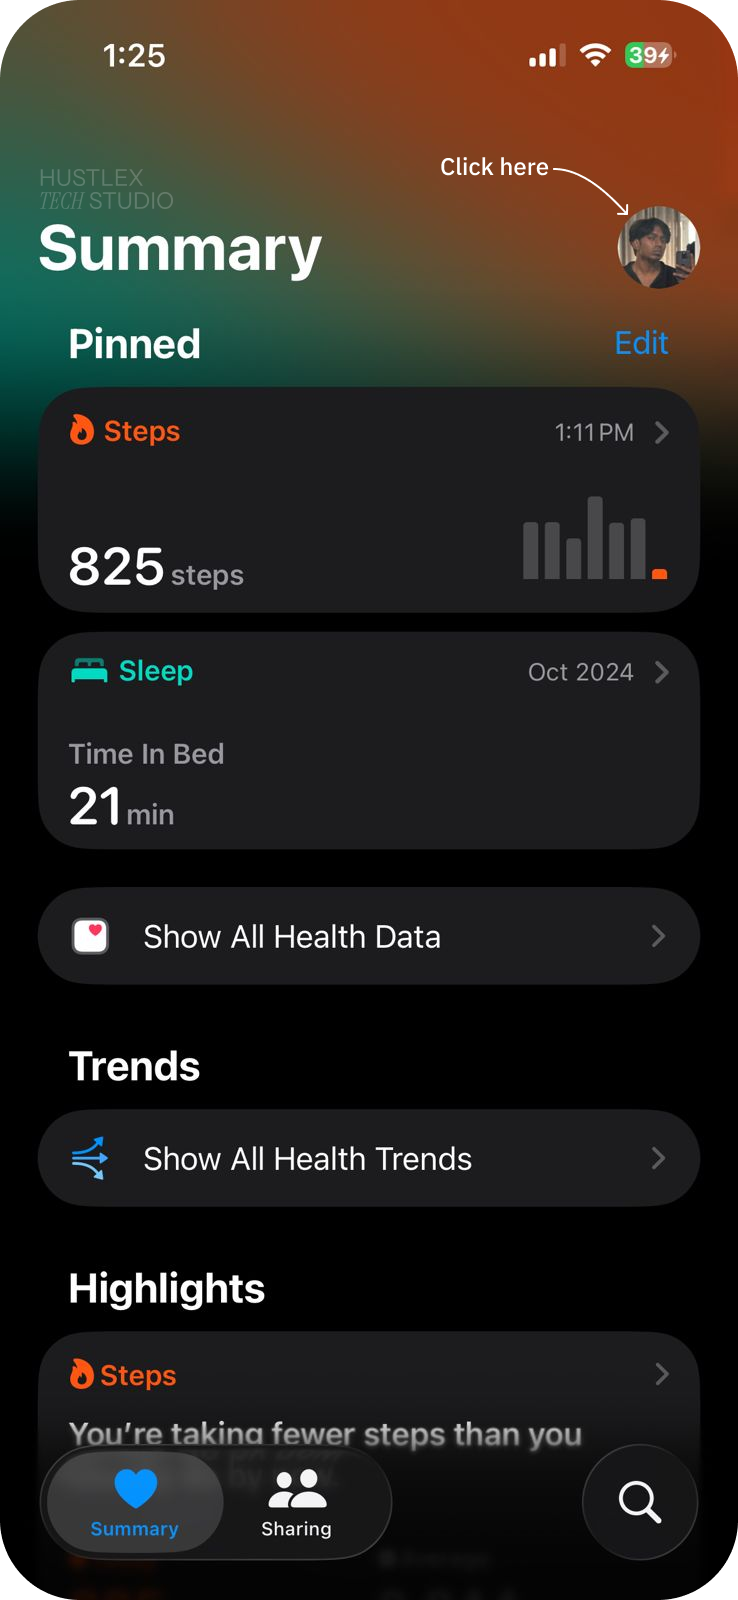 1:25
39
Click here
HUSTLEX
TECH STUDIO
Summary
Pinned
Edit
Steps
1:11 PM
825 steps
Sleep
Oct 2024
Time In Bed
21 min
Show All Health Data
Trends
Show All Health Trends
Highlights
Steps
You’re taking fewer steps than you
Summary
Sharing